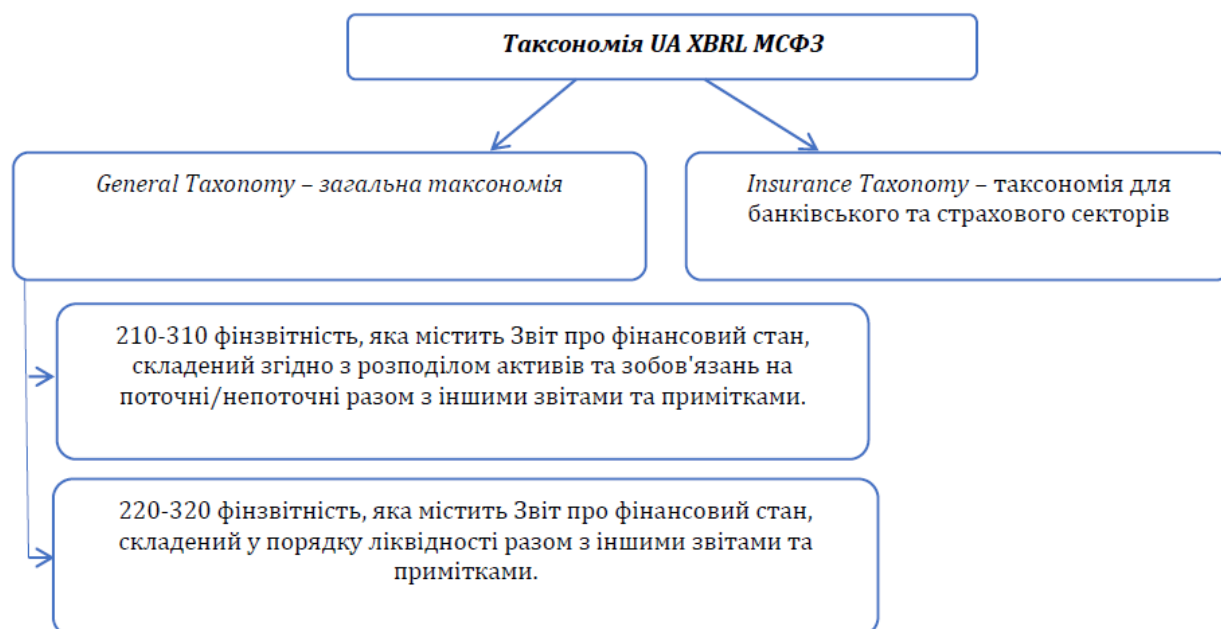 Таксономія UA XBRL МСФЗ
General Taxonomy – загальна таксономія
Insurance Taxonomy – таксономія для
банківського та страхового секторів
210-310 фінзвітність, яка містить Звіт про фінансовий стан,
складений згідно з розподілом активів та зобов'язань на
поточні/непоточні разом з іншими звітами та примітками.
220-320 фінзвітність, яка містить Звіт про фінансовий стан,
складений у порядку ліквідності разом з іншими звітами та
примітками.